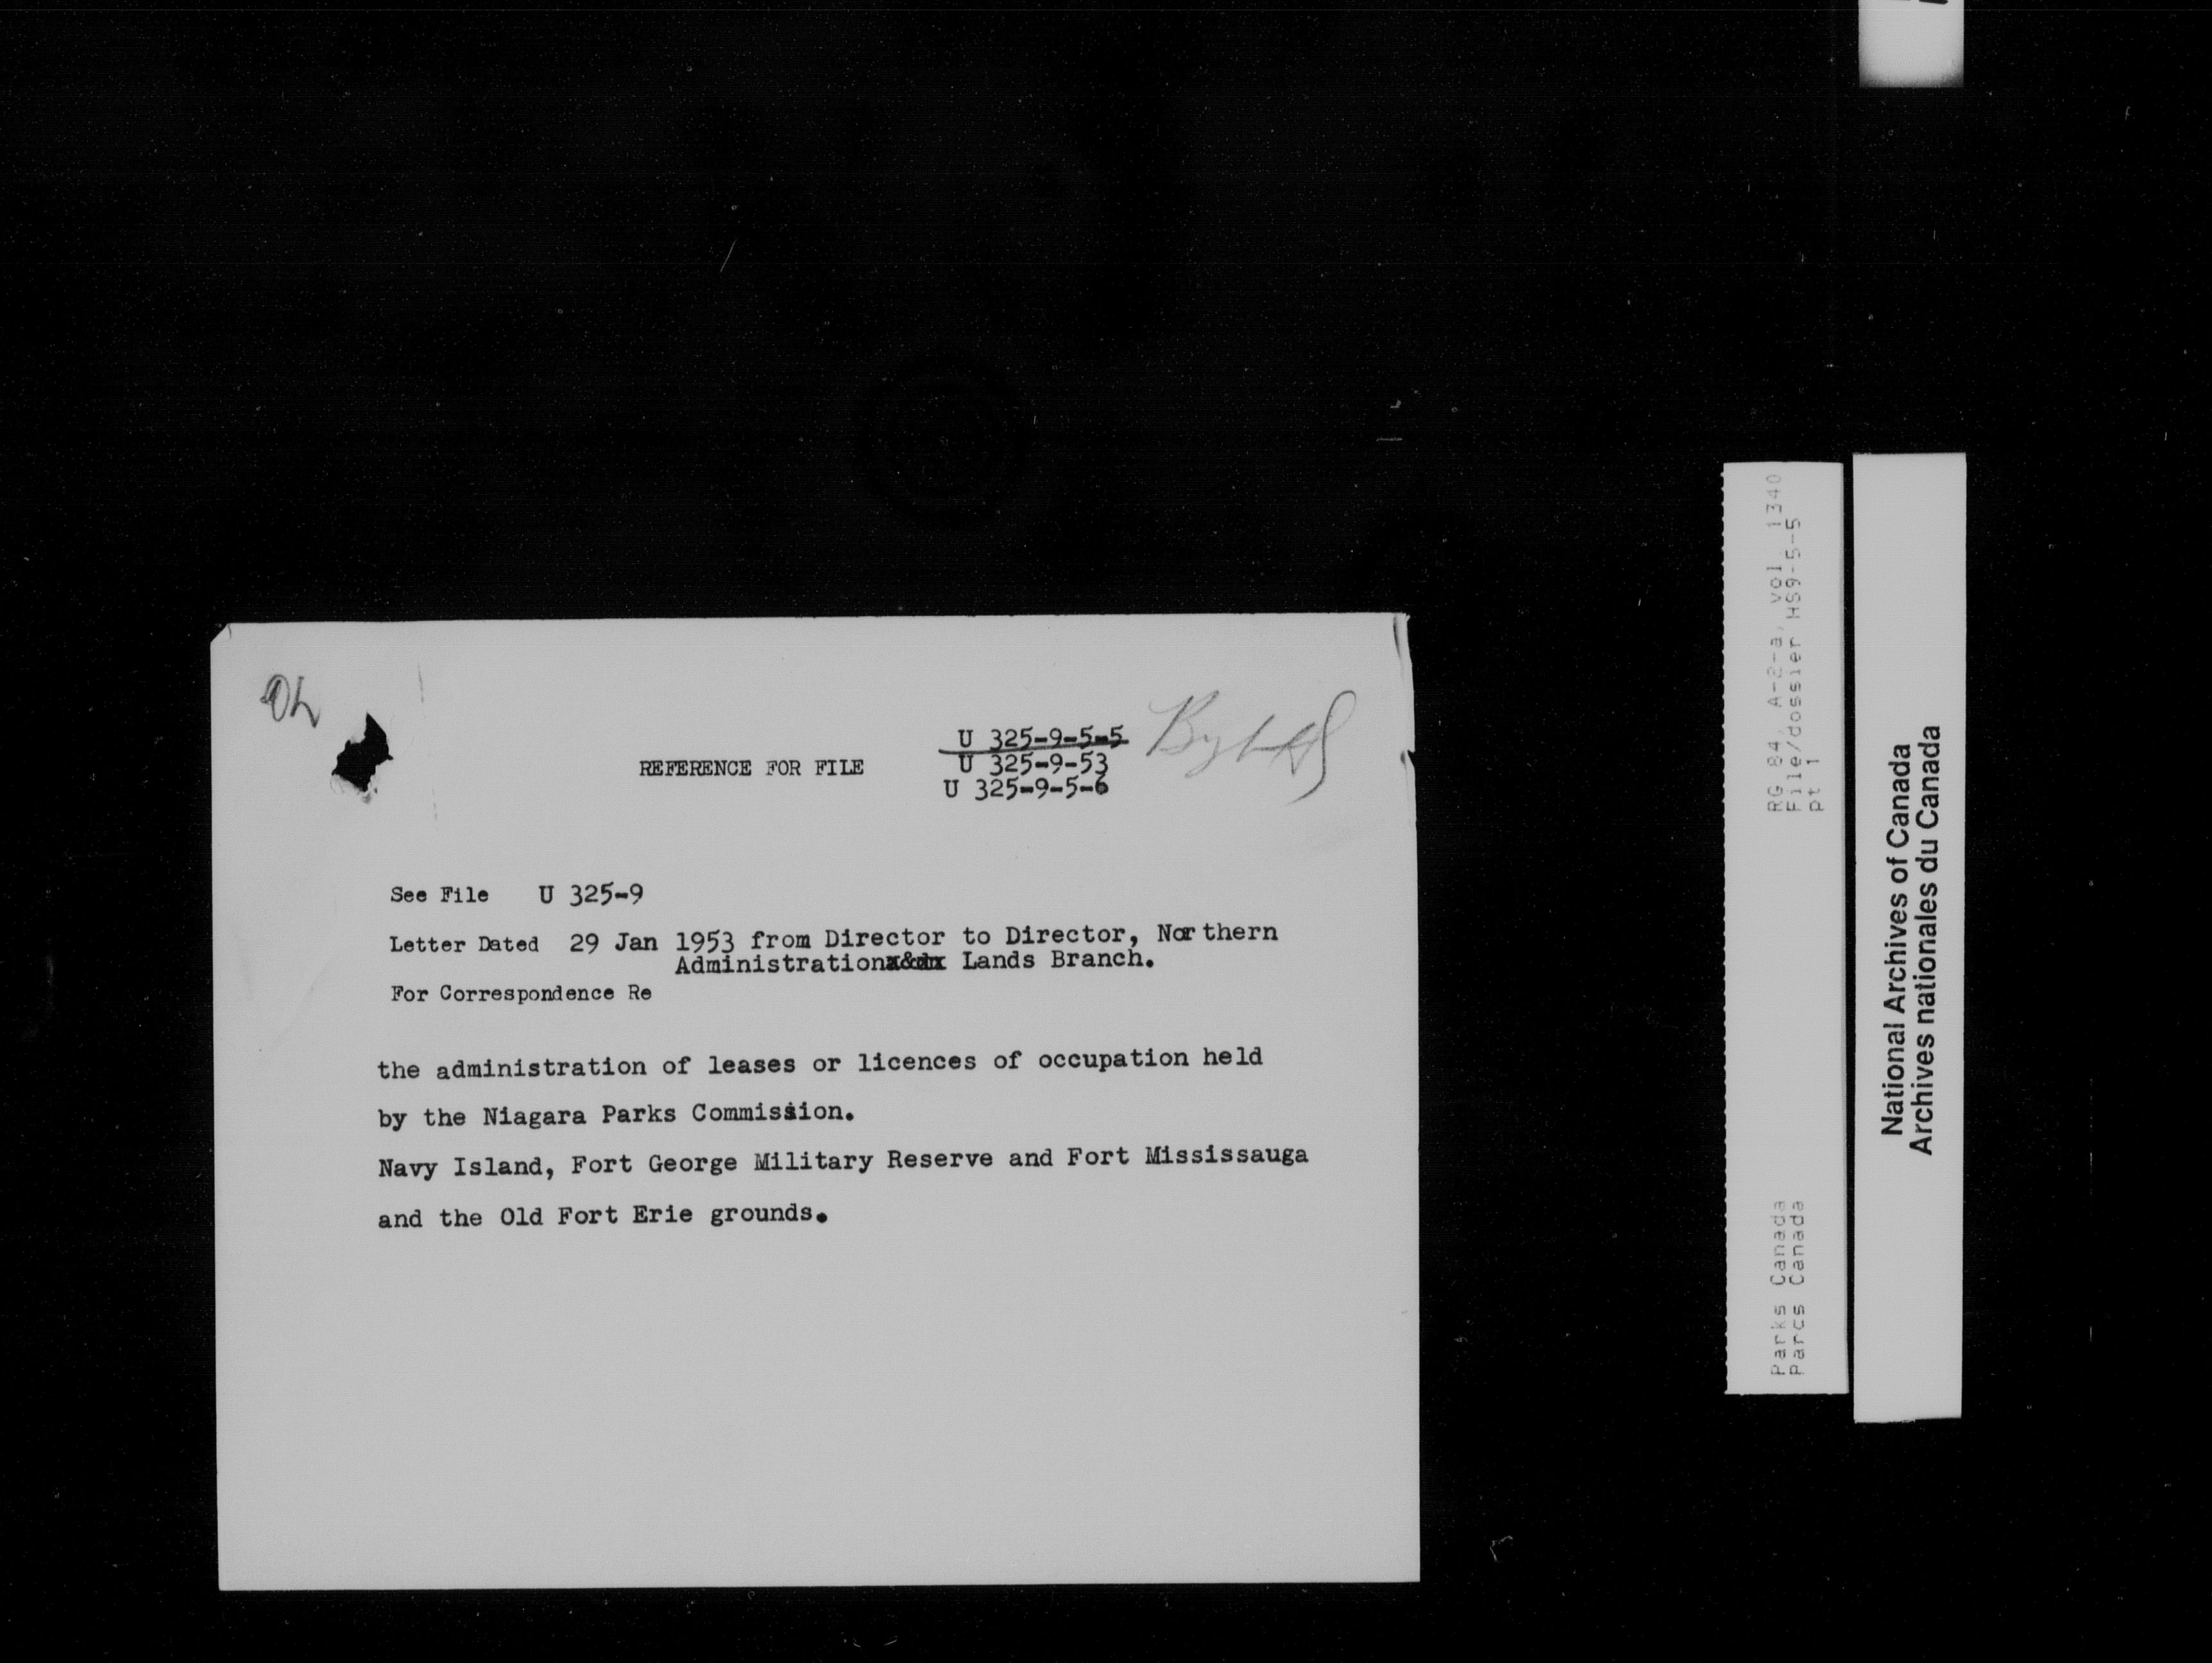 REFERENCE FOR FILE
U 325-9-5-5
U 325-9-53
U 325-9-5-6
See File U 325-9
Letter Dated 29 Jan 1953 from Director to Director, Northern
Administration Lands Branch.
For Correspondence Re
the administration of leases or licences of occupation held
by the Niagara Parks Commission.
Navy Island, Fort George Military Reserve and Fort Mississauga
and the Old Fort Erie grounds.
RG 84, A-2-a, vol. 1340
File/dossier HS9-5-5
pt 1
Parks Canada
Parcs Canada
National Archives of Canada
Archives nationales du Canada